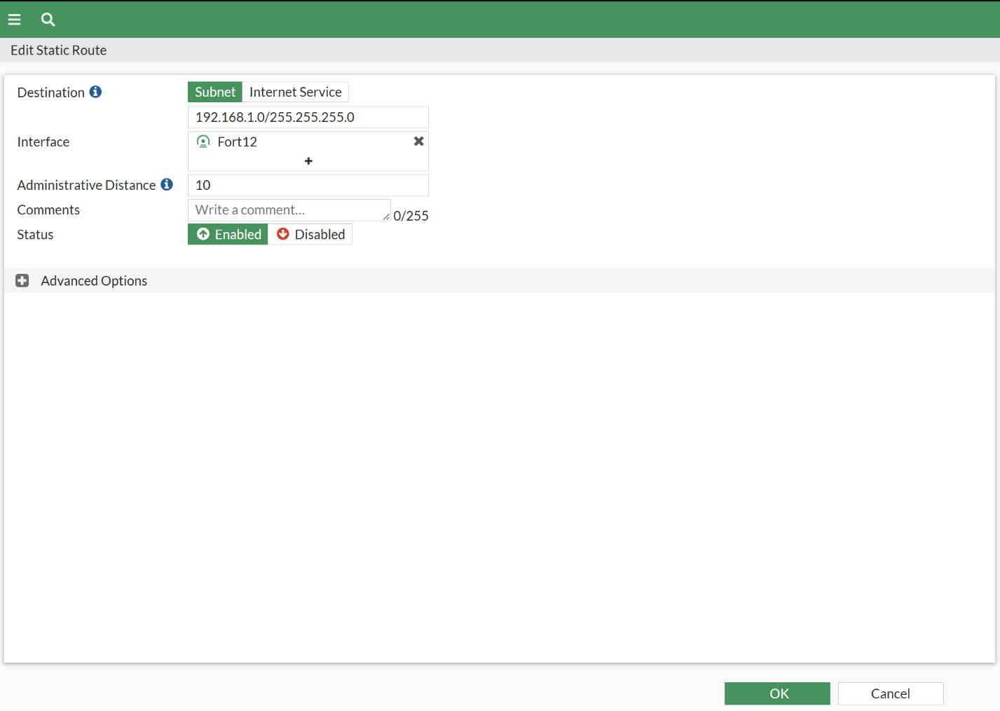 Edit Static Route
Destination
Subnet Internet Service
192.168.1.0/255.255.255.0
Interface
Fort12
Administrative Distance
10
Comments
Write a comment...
0/255
Status
Enabled Disabled
Advanced Options
OK Cancel